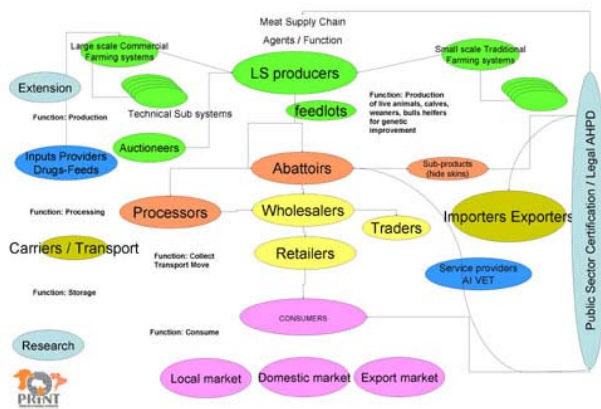 Meat Supply Chain
Agents / Function
Large scale Commercial
Farming systems
Small scale Traditional
Farming systems
LS producers
Extension
Technical Sub systems
feedlots
Function: Production
of live animals, calves,
weaners, bulls heifers for
genetic
improvement
Function: Production
Auctioneers
Inputs Providers
Drugs-Feeds
Abattoirs
Sub-products
(hide skins)
Function: Processing
Processors
Wholesalers
Traders
Importers Exporters
Carriers / Transport
Function: Collect
Transport Move
Retailers
Service providers
AI VET
Function: Storage
Function: Consume
CONSUMERS
Research
Local market
Domestic market
Export market
Public Sector Certification / Legal AHPD
PRINT